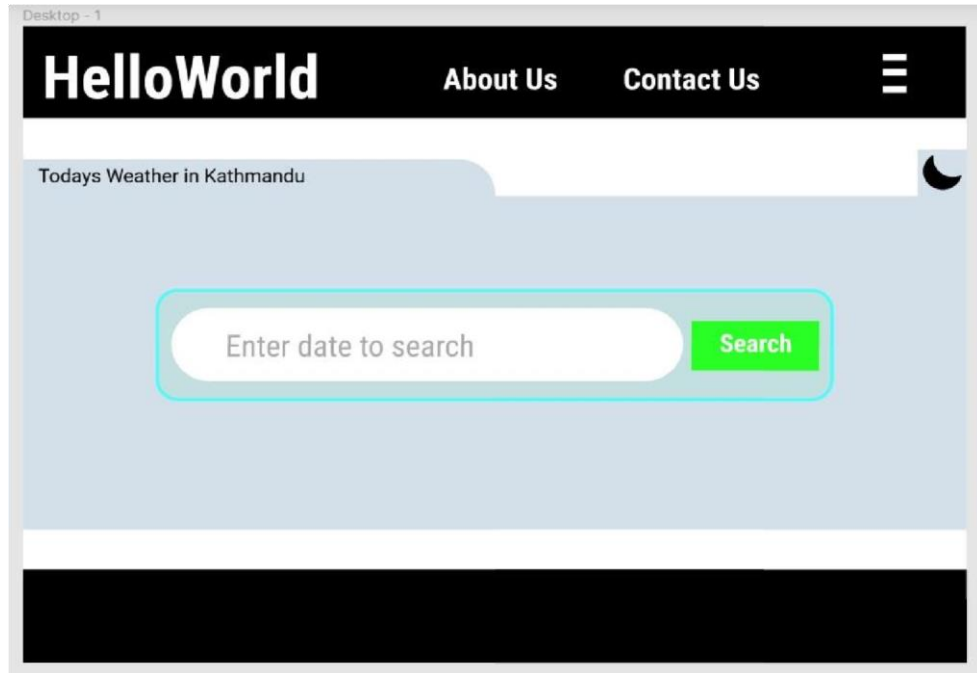 Desktop - 1
HelloWorld About Us Contact Us
Todays Weather in Kathmandu
Enter date to search Search